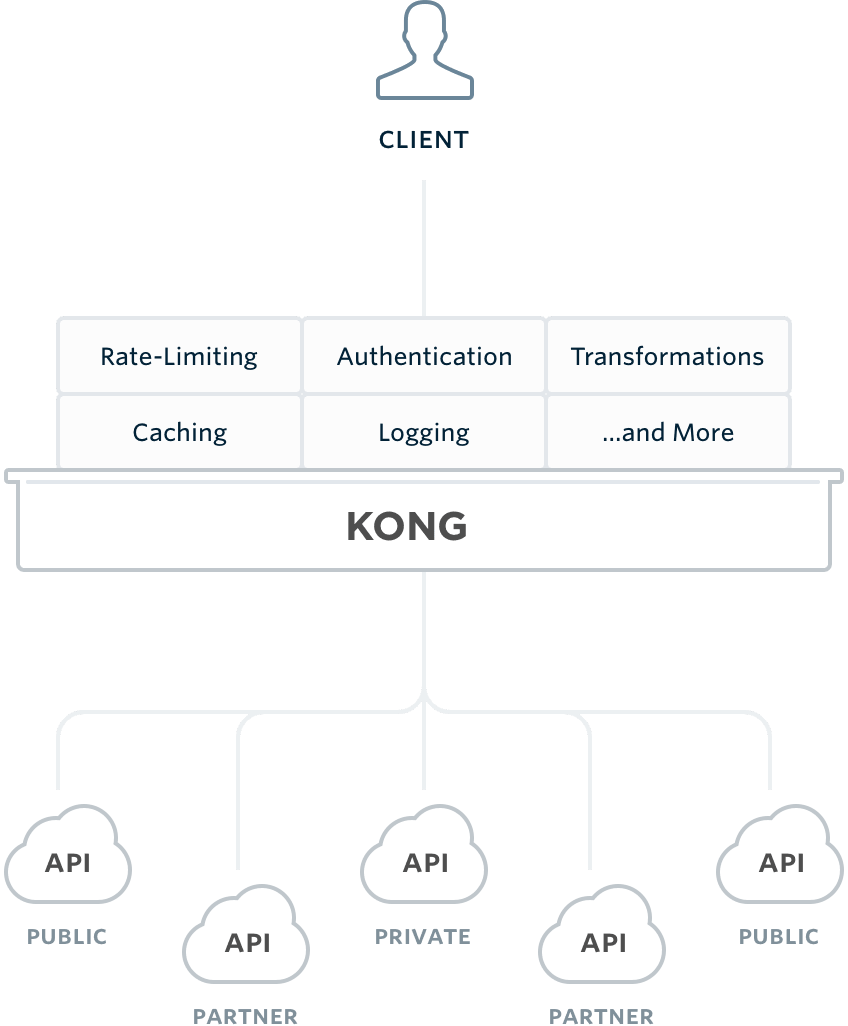 CLIENT
Rate-Limiting Authentication Transformations
Caching Logging ...and More
KONG
API API API
API API
PUBLIC PRIVATE PUBLIC
PARTNER PARTNER